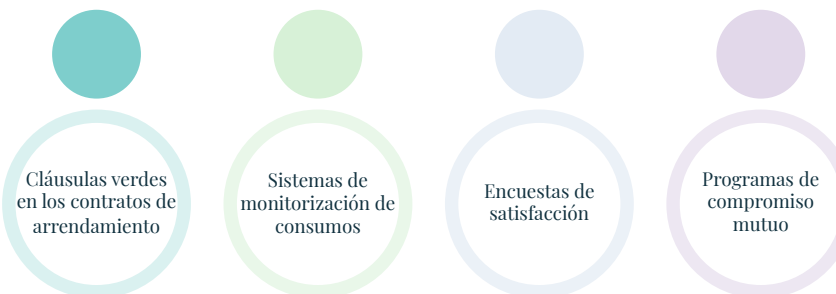 Cláusulas verdes
en los contratos de
arrendamiento
Sistemas de
monitorización de
consumos
Encuestas de
satisfacción
Programas de
compromiso
mutuo